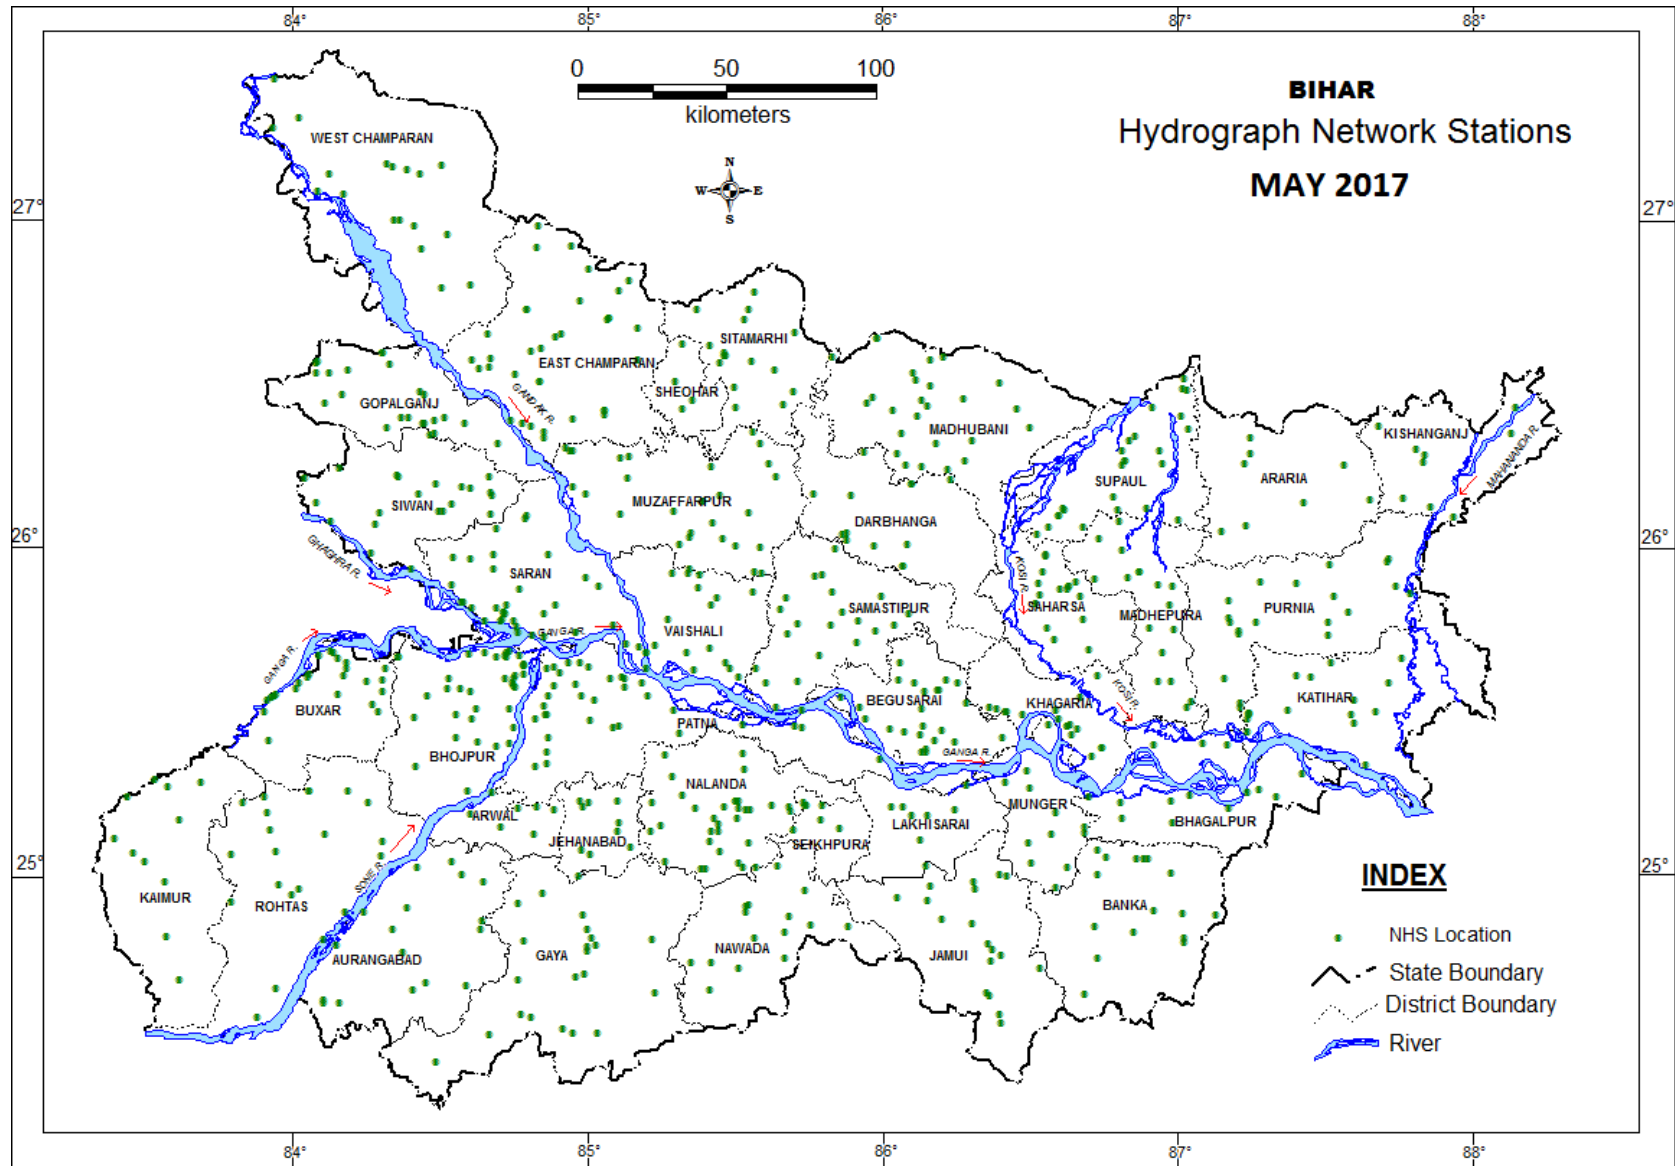 84° 85° 86° 87° 88°
0 50 100
kilometers
BIHAR
Hydrograph Network Stations
MAY 2017
N
W E
S
WEST CHAMPARAN
27° 27°
SITAMARHI
EAST CHAMPARAN
SHEOHAR
GOPALGANJ
GANDAK R.
MADHUBANI
KISHANGANJ
MAHANANDA R.
SUPAUL
ARARIA
MUZAFFARPUR
SIWAN
DARBHANGA
26° 26°
GHAGHRA R.
SARAN
KOSI R.
SAHARSA
SAMASTIPUR
MADHEPURA
PURNIA
GANGA R.
VAISHALI
GANGA R.
KOSI R.
BEGUSARAI
KHAGARIA
KATIHAR
BUXAR
PATNA
BHOJPUR
GANGA R.
NALANDA
MUNGER
ARWAL
LAKHISARAI
BHAGALPUR
JEHANABAD
SEIKHPURA
25° 25°
SONE R.
KAIMUR
ROHTAS
BANKA
AURANGABAD
GAYA
NAWADA
JAMUI
INDEX
NHS Location
State Boundary
District Boundary
River
84° 85° 86° 87° 88°